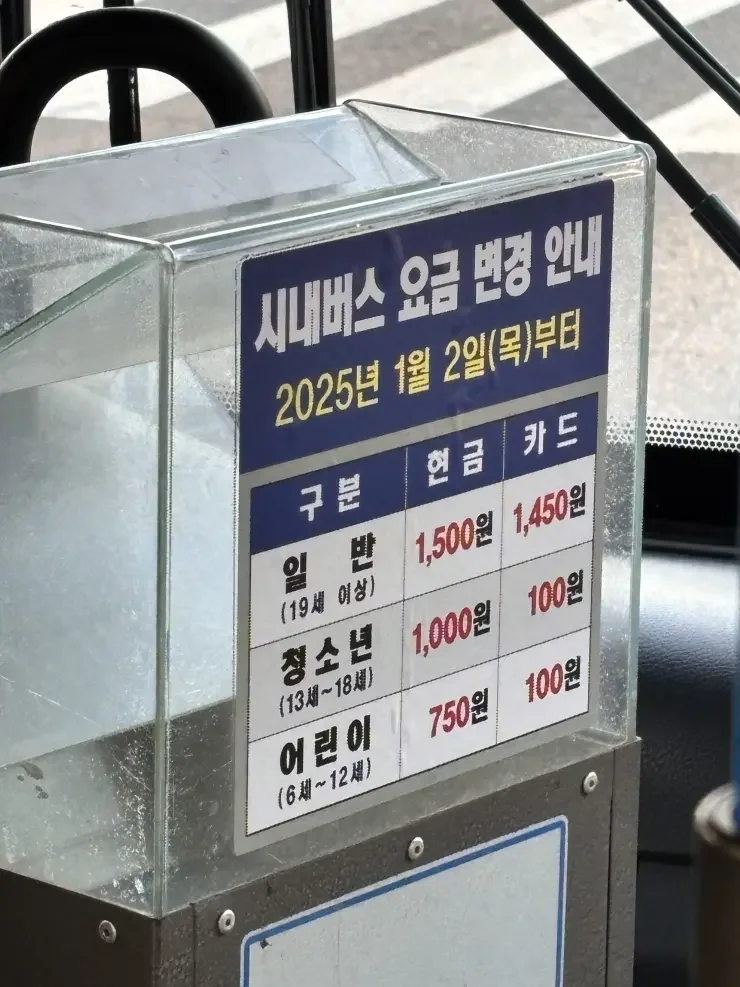 시내버스 요금 변경 안내
2025년 1월 2일(목)부터
구분 현금 카드
일반 1,500원 1,450원
(19세 이상)
청소년 1,000원 100원
(13세~18세)
어린이 750원 100원
(6세~12세)